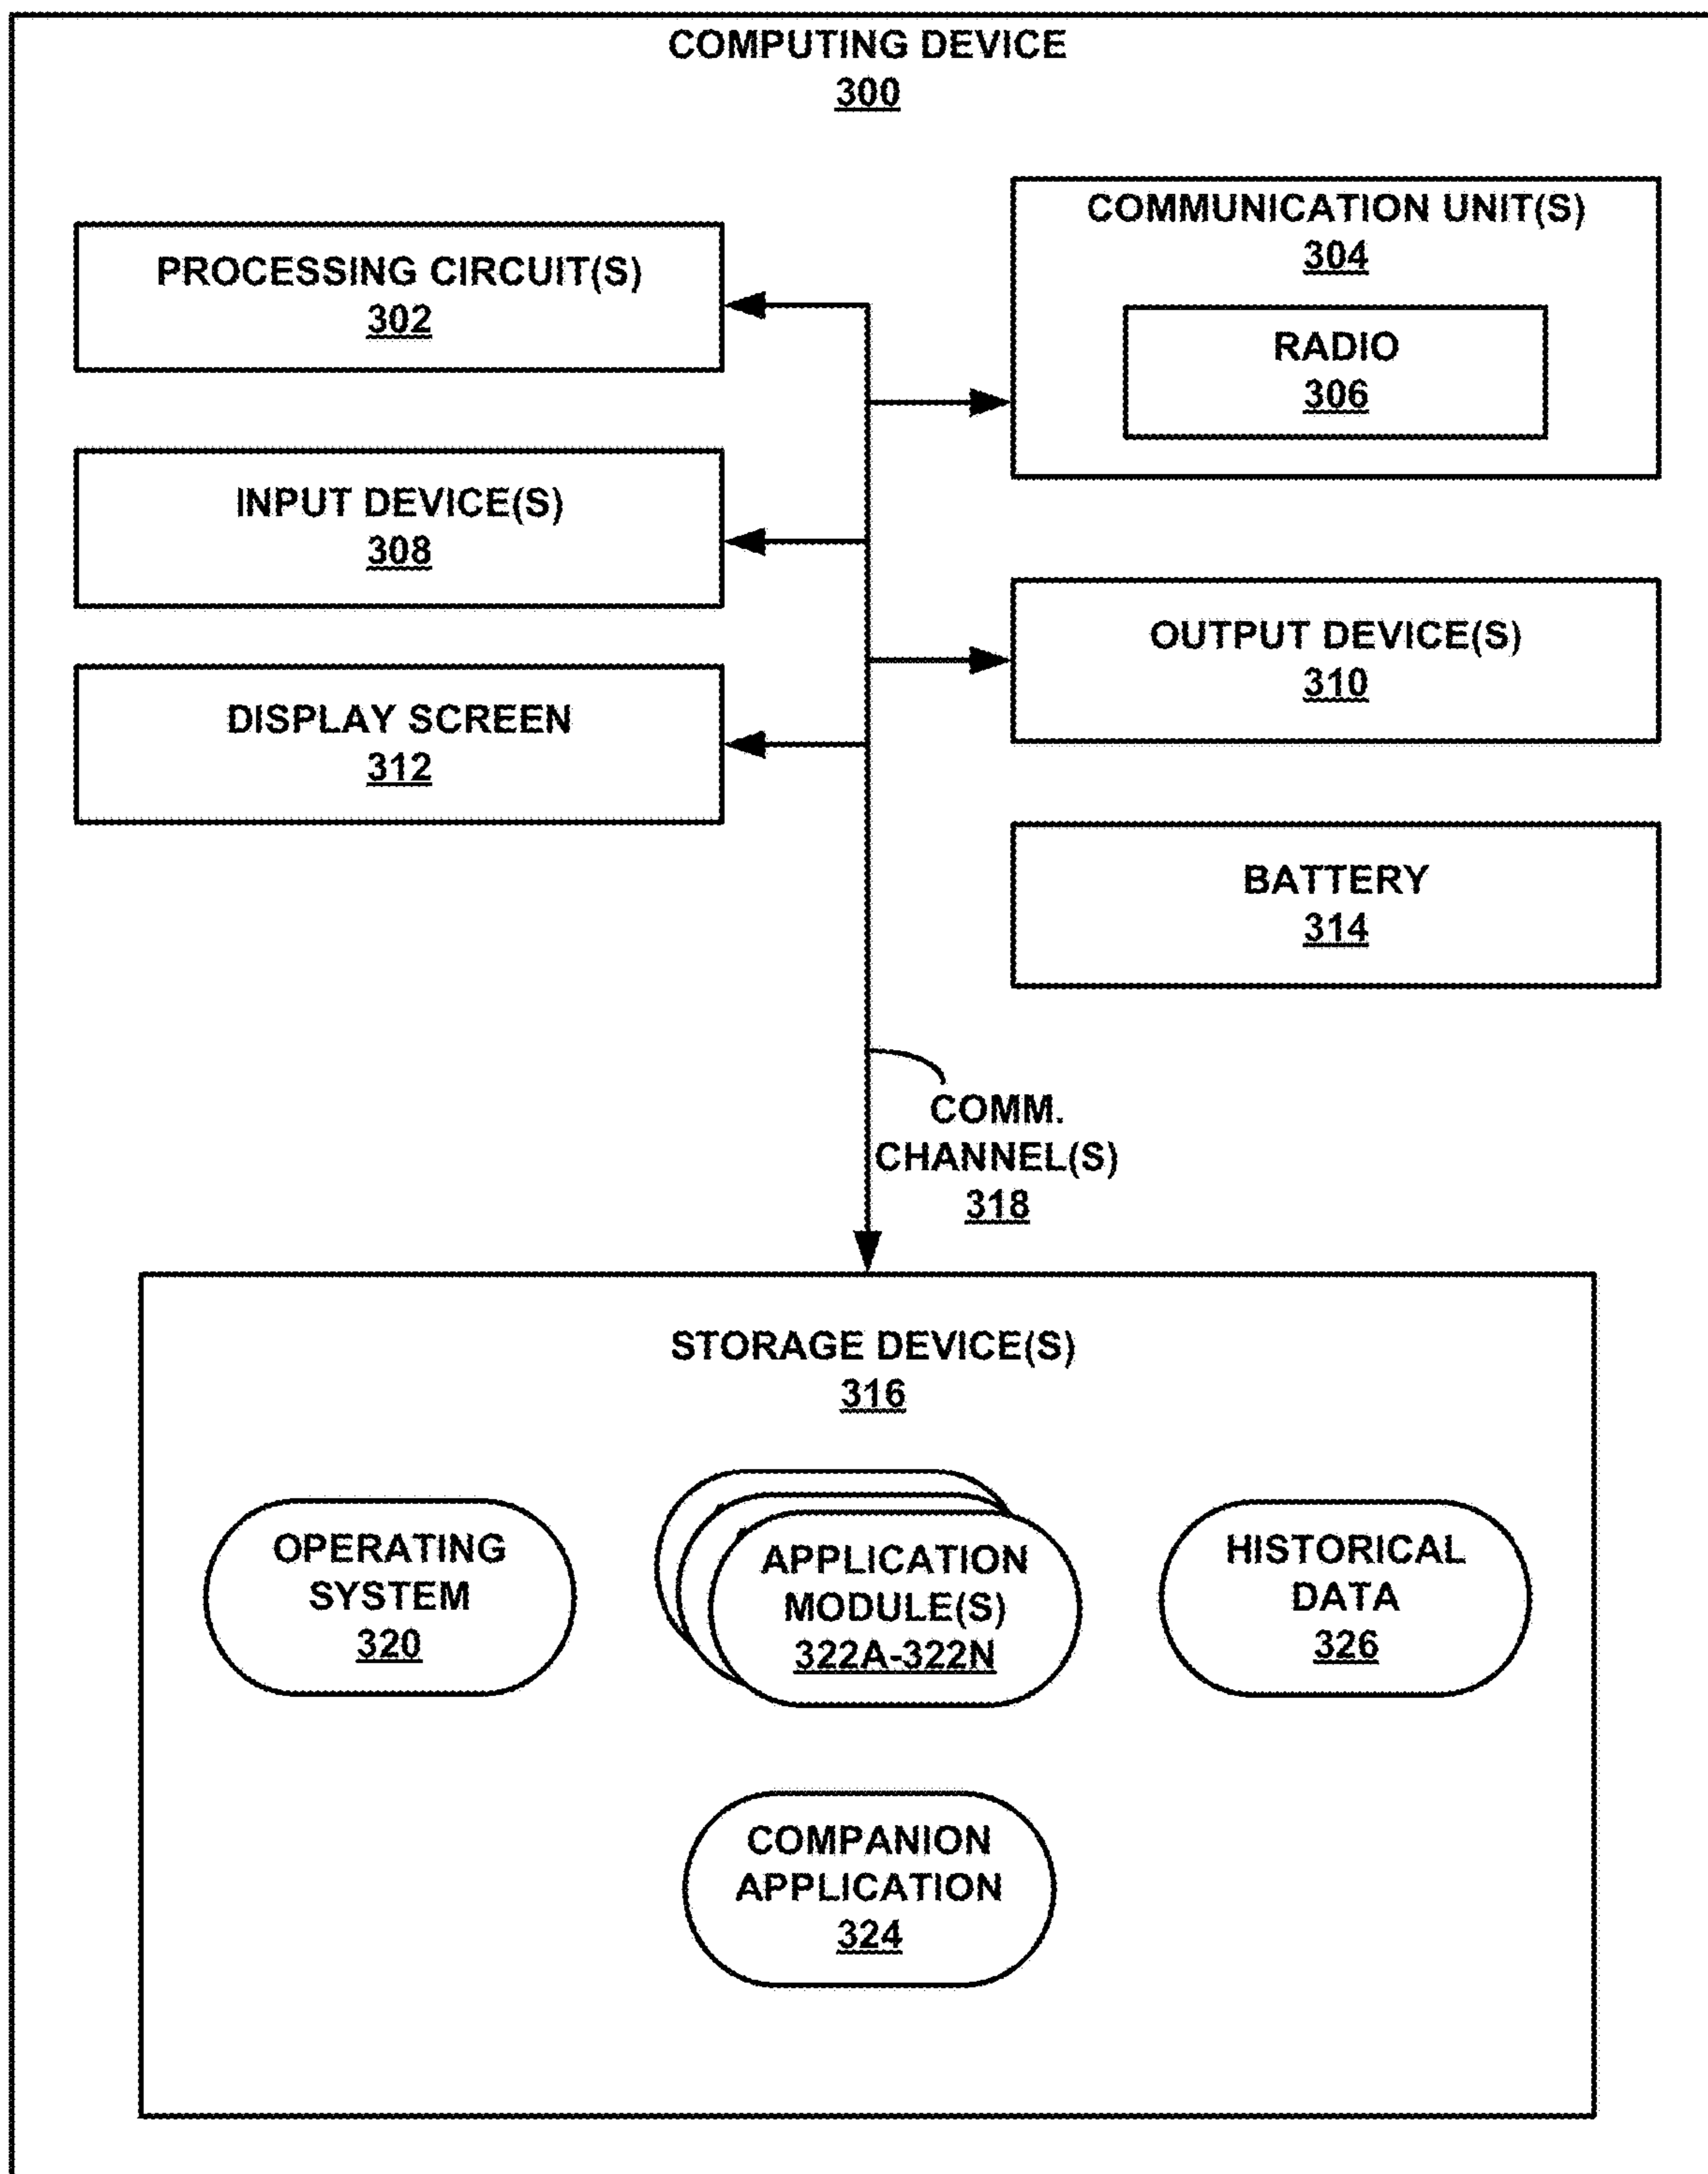 COMPUTING DEVICE
300
PROCESSING CIRCUIT(S)
302
COMMUNICATION UNIT(S)
304
RADIO
306
INPUT DEVICE(S)
308
OUTPUT DEVICE(S)
310
DISPLAY SCREEN
312
BATTERY
314
COMM.
CHANNEL(S)
318
STORAGE DEVICE(S)
316
OPERATING
SYSTEM
320
APPLICATION
MODULE(S)
322A-322N
HISTORICAL
DATA
326
COMPANION
APPLICATION
324